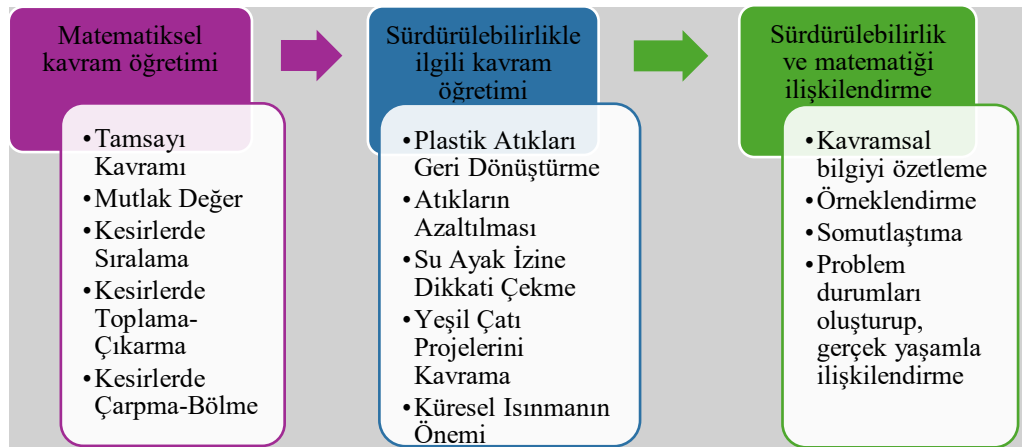 Matematiksel
kavram öğretimi
•Tamsayı
Kavramı
•Mutlak Değer
•Kesirlerde
Sıralama
•Kesirlerde
Toplama-
Çıkarma
•Kesirlerde
Çarpma-Bölme
Sürdürülebilirlikle
ilgili kavram
öğretimi
•Plastik Atıkları
Geri Dönüştürme
•Atıkların
Azaltılması
•Su Ayak İzine
Dikkati Çekme
•Yeşil Çatı
Projelerini
Kavrama
•Küresel Isınmanın
Önemi
Sürdürülebilirlik
ve matematiği
ilişkilendirme
•Kavramsal
bilgiyi özetleme
•Örneklendirme
•Somutlaştıma
•Problem
durumları
oluşturup,
gerçek yaşamla
ilişkilendirme